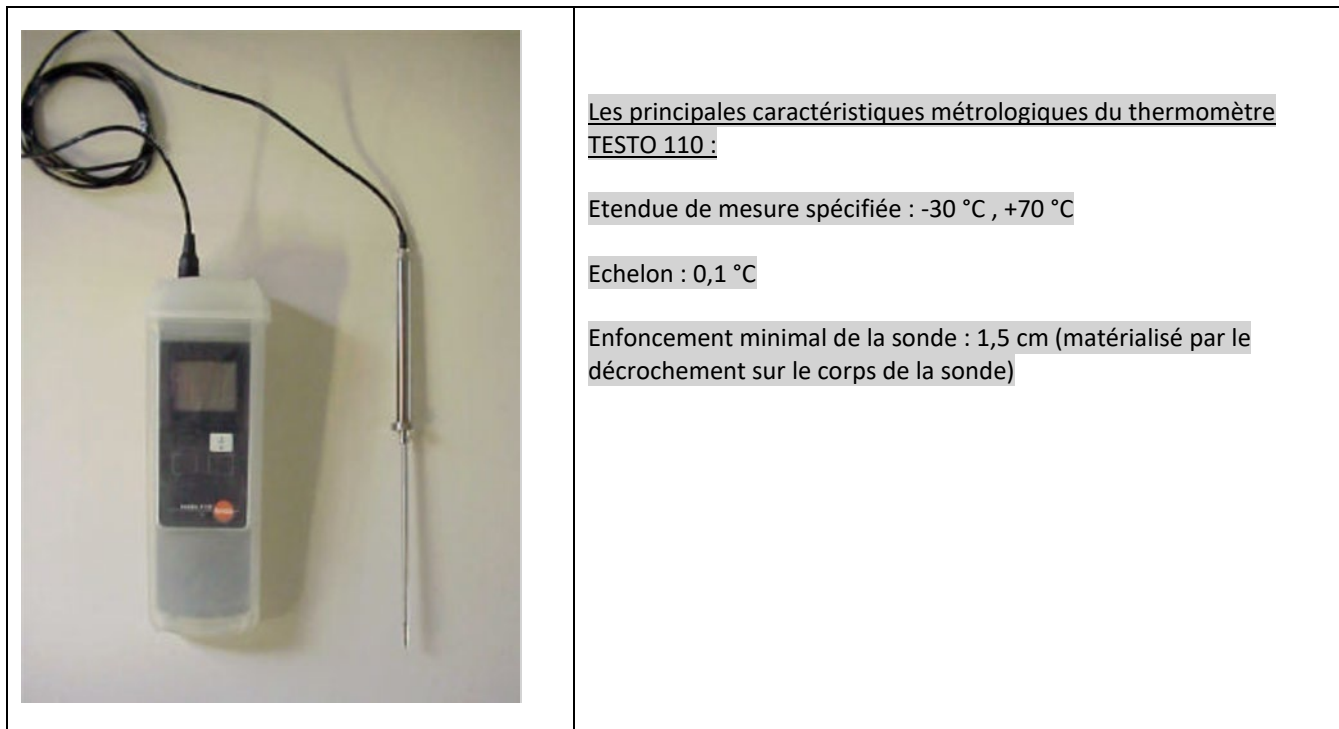 Les principales caractéristiques métrologiques du thermomètre
TESTO 110 :
Etendue de mesure spécifiée : -30 °C , +70 °C
Echelon : 0,1 °C
Enfoncement minimal de la sonde : 1,5 cm (matérialisé par le
décrochement sur le corps de la sonde)